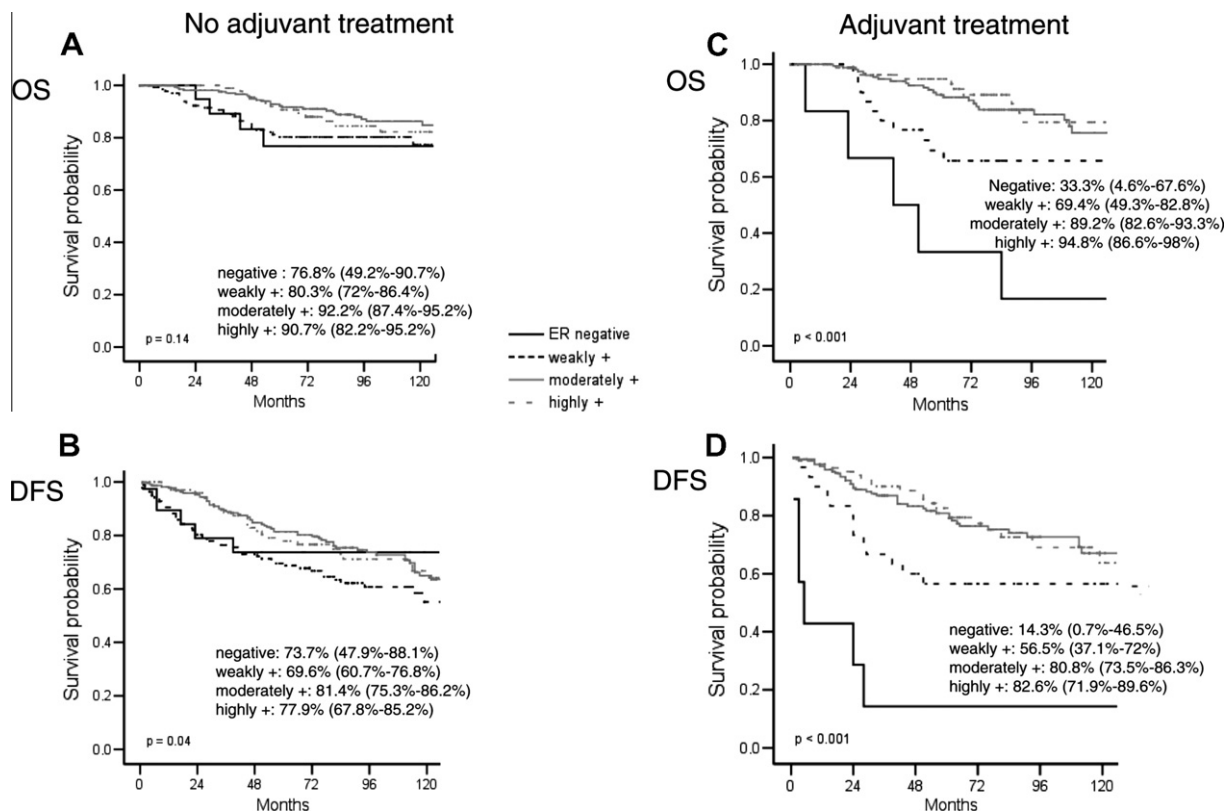 No adjuvant treatment
A
OS
Survival probability
1.0
0.8
0.6
0.4
0.2
0.0
negative : 76.8% (49.2%-90.7%)
weakly +: 80.3% (72%-86.4%)
moderately +: 92.2% (87.4%-95.2%)
highly +: 90.7% (82.2%-95.2%)
p = 0.14
0 24 48 72 96 120
Months
ER negative
weakly +
moderately +
highly +
Adjuvant treatment
C
OS
Survival probability
1.0
0.8
0.6
0.4
0.2
0.0
Negative: 33.3% (4.6%-67.6%)
weakly +: 69.4% (49.3%-82.8%)
moderately +: 89.2% (82.6%-93.3%)
highly +: 94.8% (86.6%-98%)
p < 0.001
0 24 48 72 96 120
Months
B
DFS
Survival probability
1.0
0.8
0.6
0.4
0.2
0.0
negative: 73.7% (47.9%-88.1%)
weakly +: 69.6% (60.7%-76.8%)
moderately +: 81.4% (75.3%-86.2%)
highly +: 77.9% (67.8%-85.2%)
p = 0.04
0 24 48 72 96 120
Months
D
DFS
Survival probability
1.0
0.8
0.6
0.4
0.2
0.0
negative: 14.3% (0.7%-46.5%)
weakly +: 56.5% (37.1%-72%)
moderately +: 80.8% (73.5%-86.3%)
highly +: 82.6% (71.9%-89.6%)
p < 0.001
0 24 48 72 96 120
Months